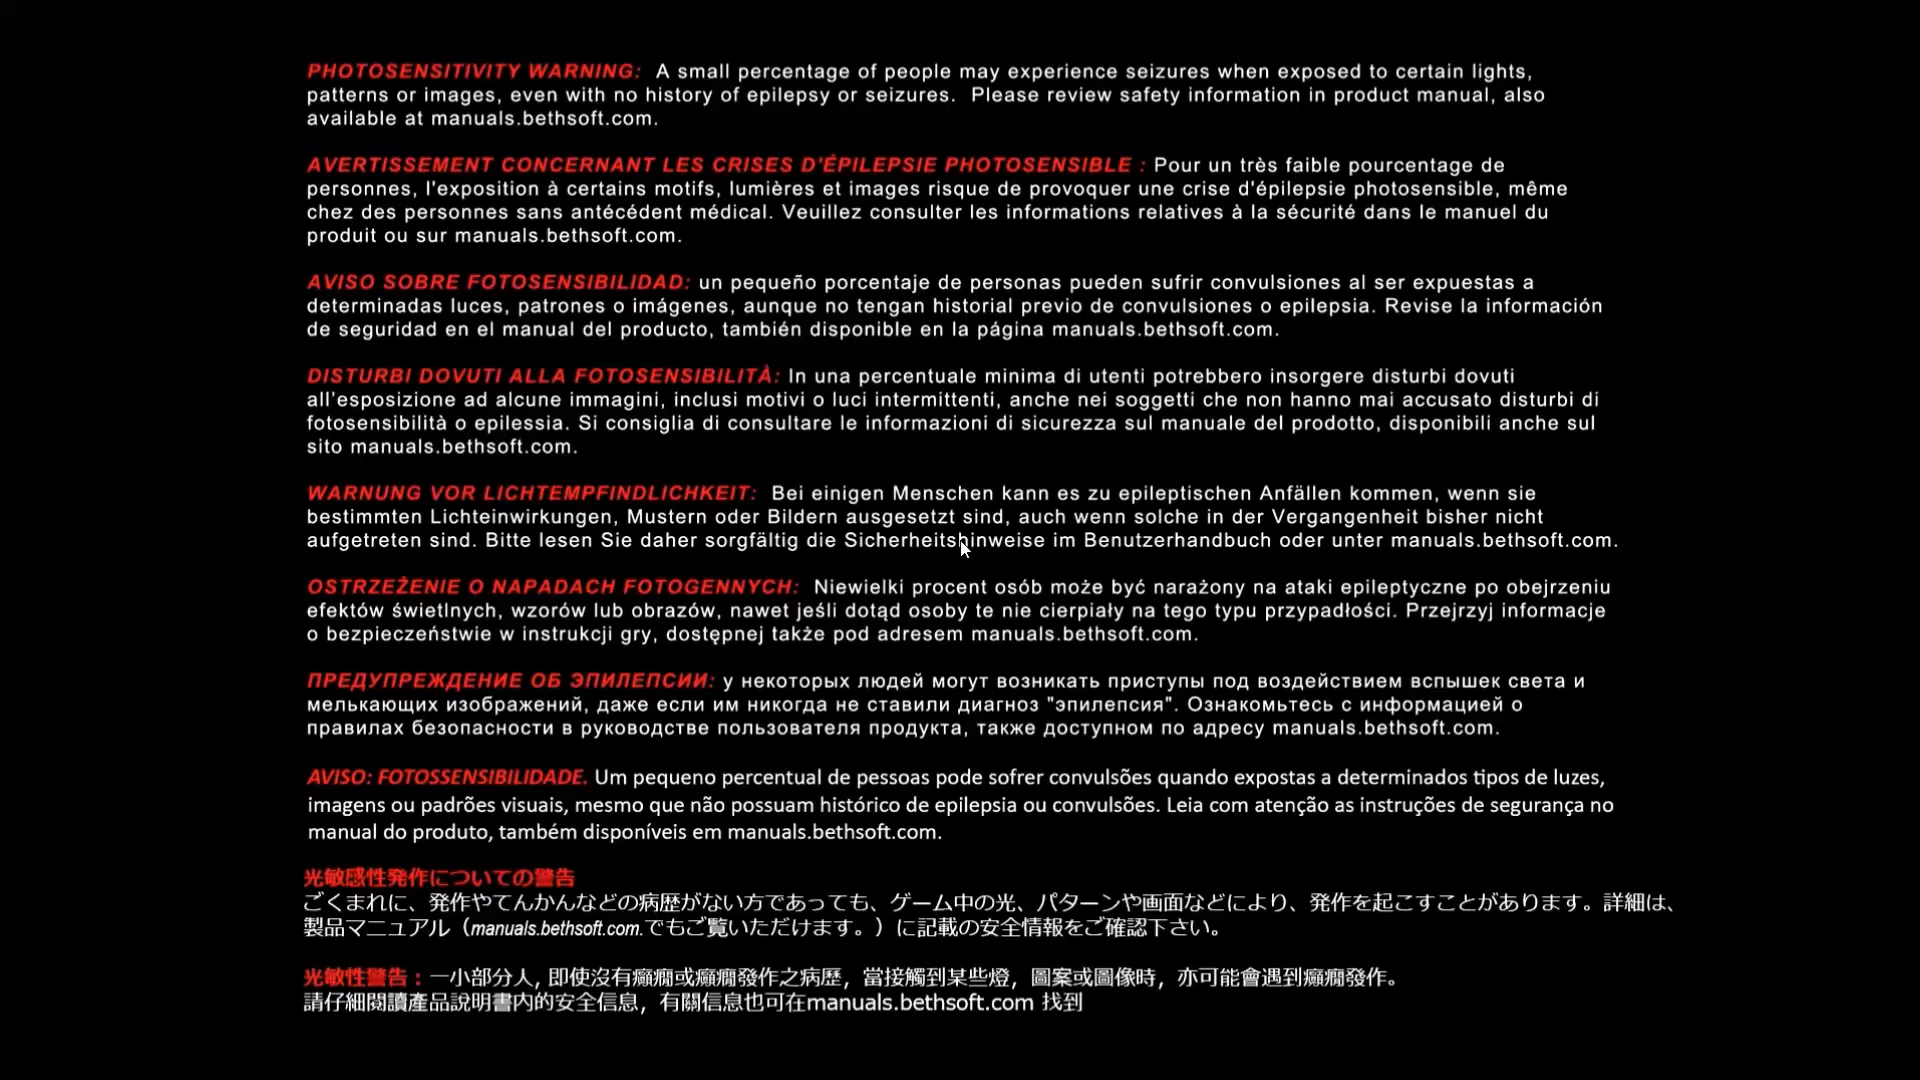 PHOTOSENSITIVITY WARNING: A small percentage of people may experience seizures when exposed to certain lights,
patterns or images, even with no history of epilepsy or seizures. Please review safety information in product manual, also
available at manuals.bethsoft.com.
AVERTISSEMENT CONCERNANT LES CRISES D'ÉPILEPSIE PHOTOSENSIBLE : Pour un très faible pourcentage de
personnes, l'exposition à certains motifs, lumières et images risque de provoquer une crise d'épilepsie photosensible, même
chez des personnes sans antécédent médical. Veuillez consulter les informations relatives à la sécurité dans le manuel du
produit ou sur manuals.bethsoft.com.
AVISO SOBRE FOTOSENSIBILIDAD: un pequeño porcentaje de personas pueden sufrir convulsiones al ser expuestas a
determinadas luces, patrones o imágenes, aunque no tengan historial previo de convulsiones o epilepsia. Revise la información
de seguridad en el manual del producto, también disponible en la página manuals.bethsoft.com.
DISTURBI DOVUTI ALLA FOTOSENSIBILITÀ: In una percentuale minima di utenti potrebbero insorgere disturbi dovuti
all'esposizione ad alcune immagini, inclusi motivi o luci intermittenti, anche nei soggetti che non hanno mai accusato disturbi di
fotosensibilità o epilessia. Si consiglia di consultare le informazioni di sicurezza sul manuale del prodotto, disponibili anche sul
sito manuals.bethsoft.com.
WARNUNG VOR LICHTEMPFINDLICHKEIT: Bei einigen Menschen kann es zu epileptischen Anfällen kommen, wenn sie
bestimmten Lichteinwirkungen, Mustern oder Bildern ausgesetzt sind, auch wenn solche in der Vergangenheit bisher nicht
aufgetreten sind. Bitte lesen Sie daher sorgfältig die Sicherheitshinweise im Benutzerhandbuch oder unter manuals.bethsoft.com.
OSTRZEŻENIE O NAPADACH FOTOGENNYCH: Niewielki procent osób może być narażony na ataki epileptyczne po obejrzeniu
efektów świetlnych, wzorów lub obrazów, nawet jeśli dotąd osoby te nie cierpiały na tego typu przypadłości. Przejrzyj informacje
o bezpieczeństwie w instrukcji gry, dostępnej także pod adresem manuals.bethsoft.com.
ПРЕДУПРЕЖДЕНИЕ ОБ ЭПИЛЕПСИИ: у некоторых людей могут возникать приступы под воздействием вспышек света и
мелькающих изображений, даже если им никогда не ставили диагноз "эпилепсия". Ознакомьтесь с информацией о
правилах безопасности в руководстве пользователя продукта, также доступном по адресу manuals.bethsoft.com.
AVISO: FOTOSSENSIBILIDADE. Um pequeno percentual de pessoas pode sofrer convulsões quando expostas a determinados tipos de luzes,
imagens ou padrões visuais, mesmo que não possuam histórico de epilepsia ou convulsões. Leia com atenção as instruções de segurança no
manual do produto, também disponíveis em manuals.bethsoft.com.
光敏感性発作についての警告
ごくまれに、発作やてんかんなどの病歴がない方であっても、ゲーム中の光、パターンや画面などにより、発作を起こすことがあります。詳細は、
製品マニュアル（manuals.bethsoft.com.でもご覧いただけます。）に記載の安全情報をご確認下さい。
光敏性警告：一小部分人, 即使沒有癲癇或癲癇發作之病歷，當接觸到某些燈，圖案或圖像時，亦可能會遇到癲癇發作。
請仔細閱讀產品說明書內的安全信息，有關信息也可在manuals.bethsoft.com 找到